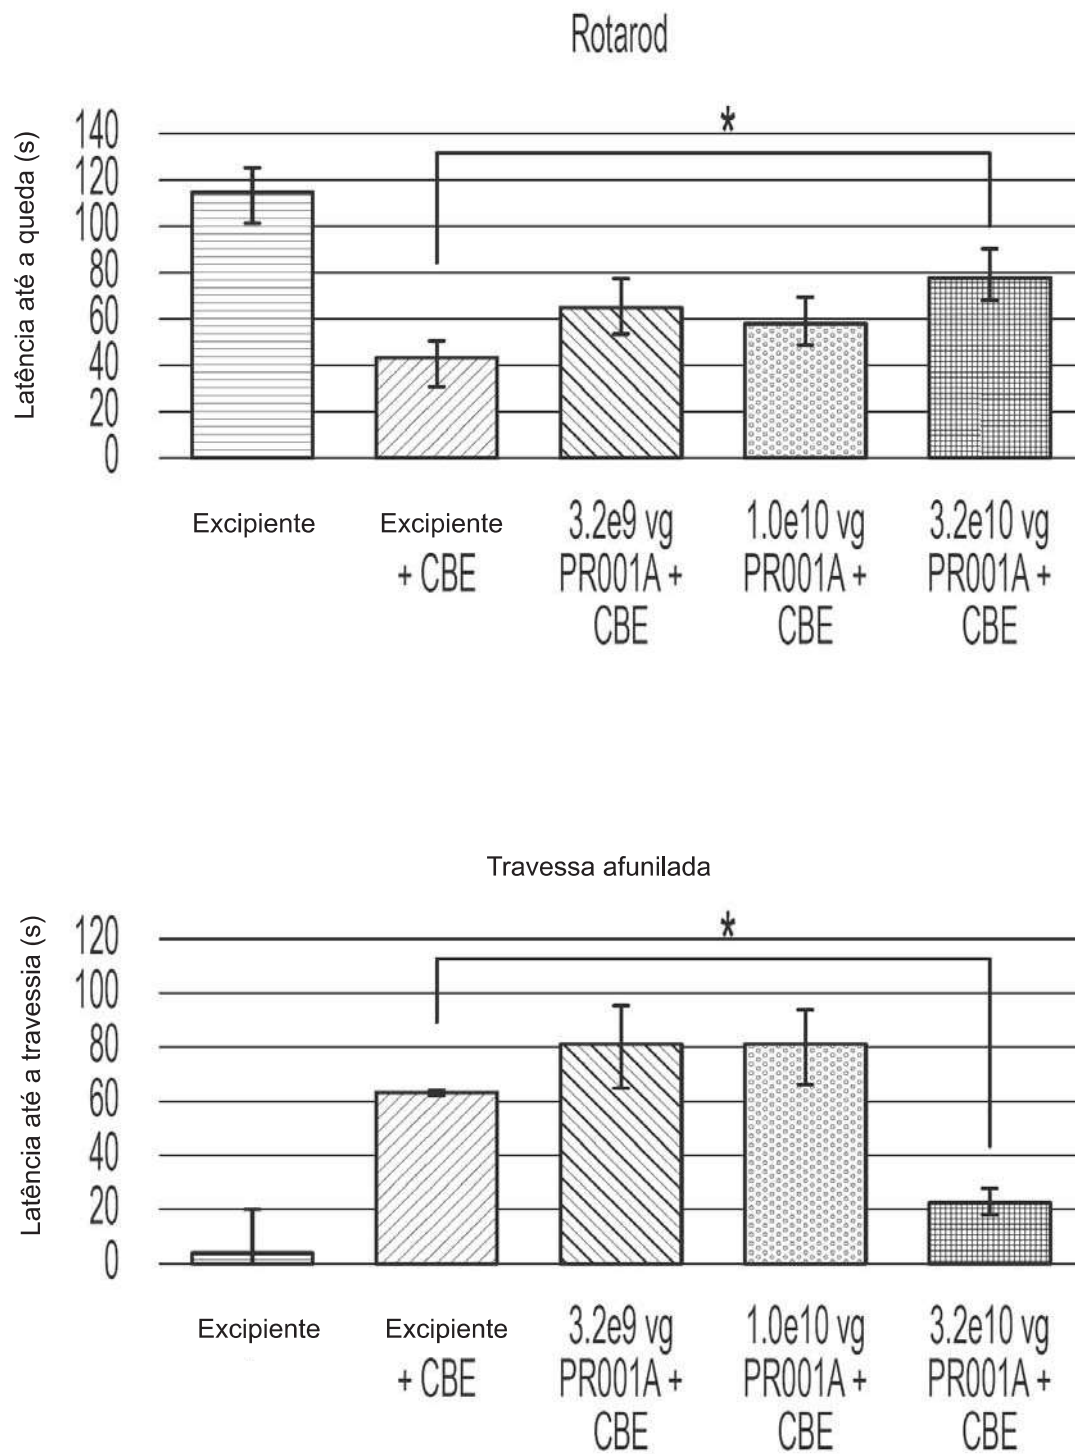 Rotarod
*
Latência até a queda (s)
140
120
100
80
60
40
20
0
Excipiente
Excipiente
+ CBE
3.2e9 vg
PR001A +
CBE
1.0e10 vg
PR001A +
CBE
3.2e10 vg
PR001A +
CBE
Travessa afunilada
*
Latência até a travessia (s)
120
100
80
60
40
20
0
Excipiente
Excipiente
+ CBE
3.2e9 vg
PR001A +
CBE
1.0e10 vg
PR001A +
CBE
3.2e10 vg
PR001A +
CBE